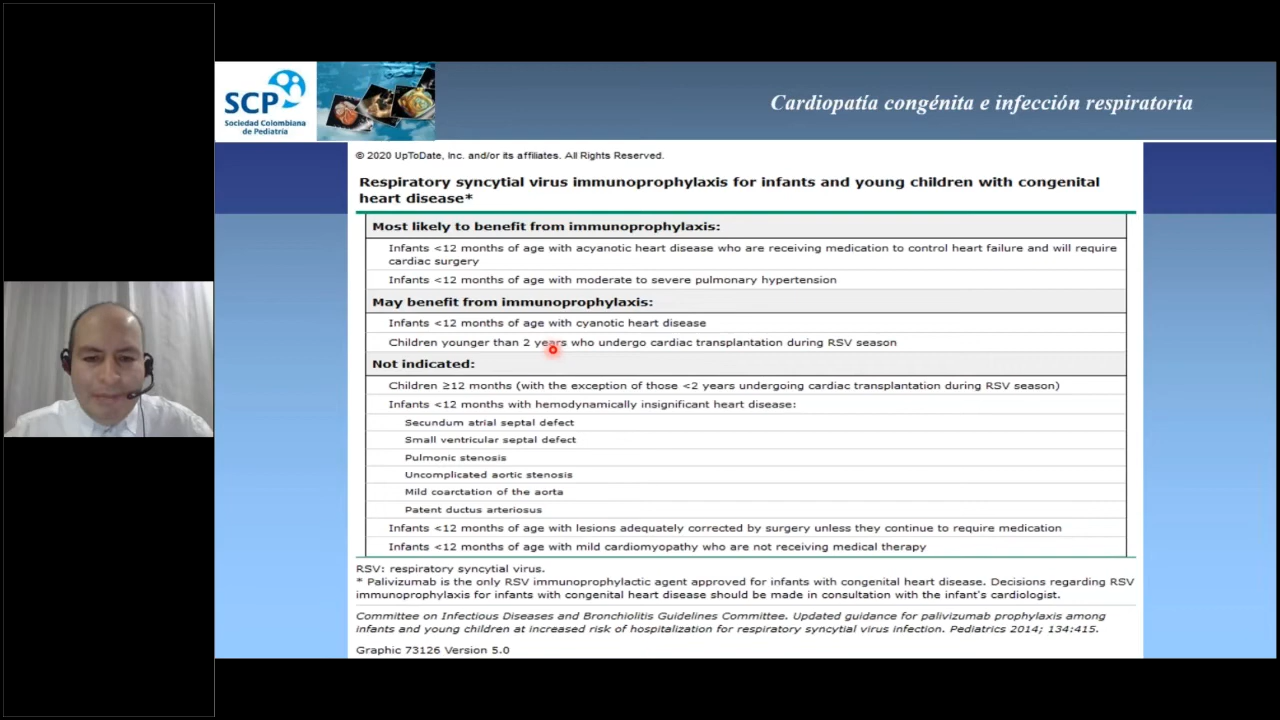 SCP
Sociedad Colombiana
de Pediatría
Cardiopatía congénita e infección respiratoria
© 2020 UpToDate, Inc. and/or its affiliates. All Rights Reserved.
Respiratory syncytial virus immunoprophylaxis for infants and young children with congenital
heart disease*
Most likely to benefit from immunoprophylaxis:
Infants <12 months of age with acyanotic heart disease who are receiving medication to control heart failure and will require
cardiac surgery
Infants <12 months of age with moderate to severe pulmonary hypertension
May benefit from immunoprophylaxis:
Infants <12 months of age with cyanotic heart disease
Children younger than 2 years who undergo cardiac transplantation during RSV season
Not indicated:
Children ≥12 months (with the exception of those <2 years undergoing cardiac transplantation during RSV season)
Infants <12 months with hemodynamically insignificant heart disease:
Secundum atrial septal defect
Small ventricular septal defect
Pulmonic stenosis
Uncomplicated aortic stenosis
Mild coarctation of the aorta
Patent ductus arteriosus
Infants <12 months of age with lesions adequately corrected by surgery unless they continue to require medication
Infants <12 months of age with mild cardiomyopathy who are not receiving medical therapy
RSV: respiratory syncytial virus.
* Palivizumab is the only RSV immunoprophylactic agent approved for infants with congenital heart disease. Decisions regarding RSV
immunoprophylaxis for infants with congenital heart disease should be made in consultation with the infant's cardiologist.
Committee on Infectious Diseases and Bronchiolitis Guidelines Committee. Updated guidance for palivizumab prophylaxis among
infants and young children at increased risk of hospitalization for respiratory syncytial virus infection. Pediatrics 2014; 134:415.
Graphic 73126 Version 5.0